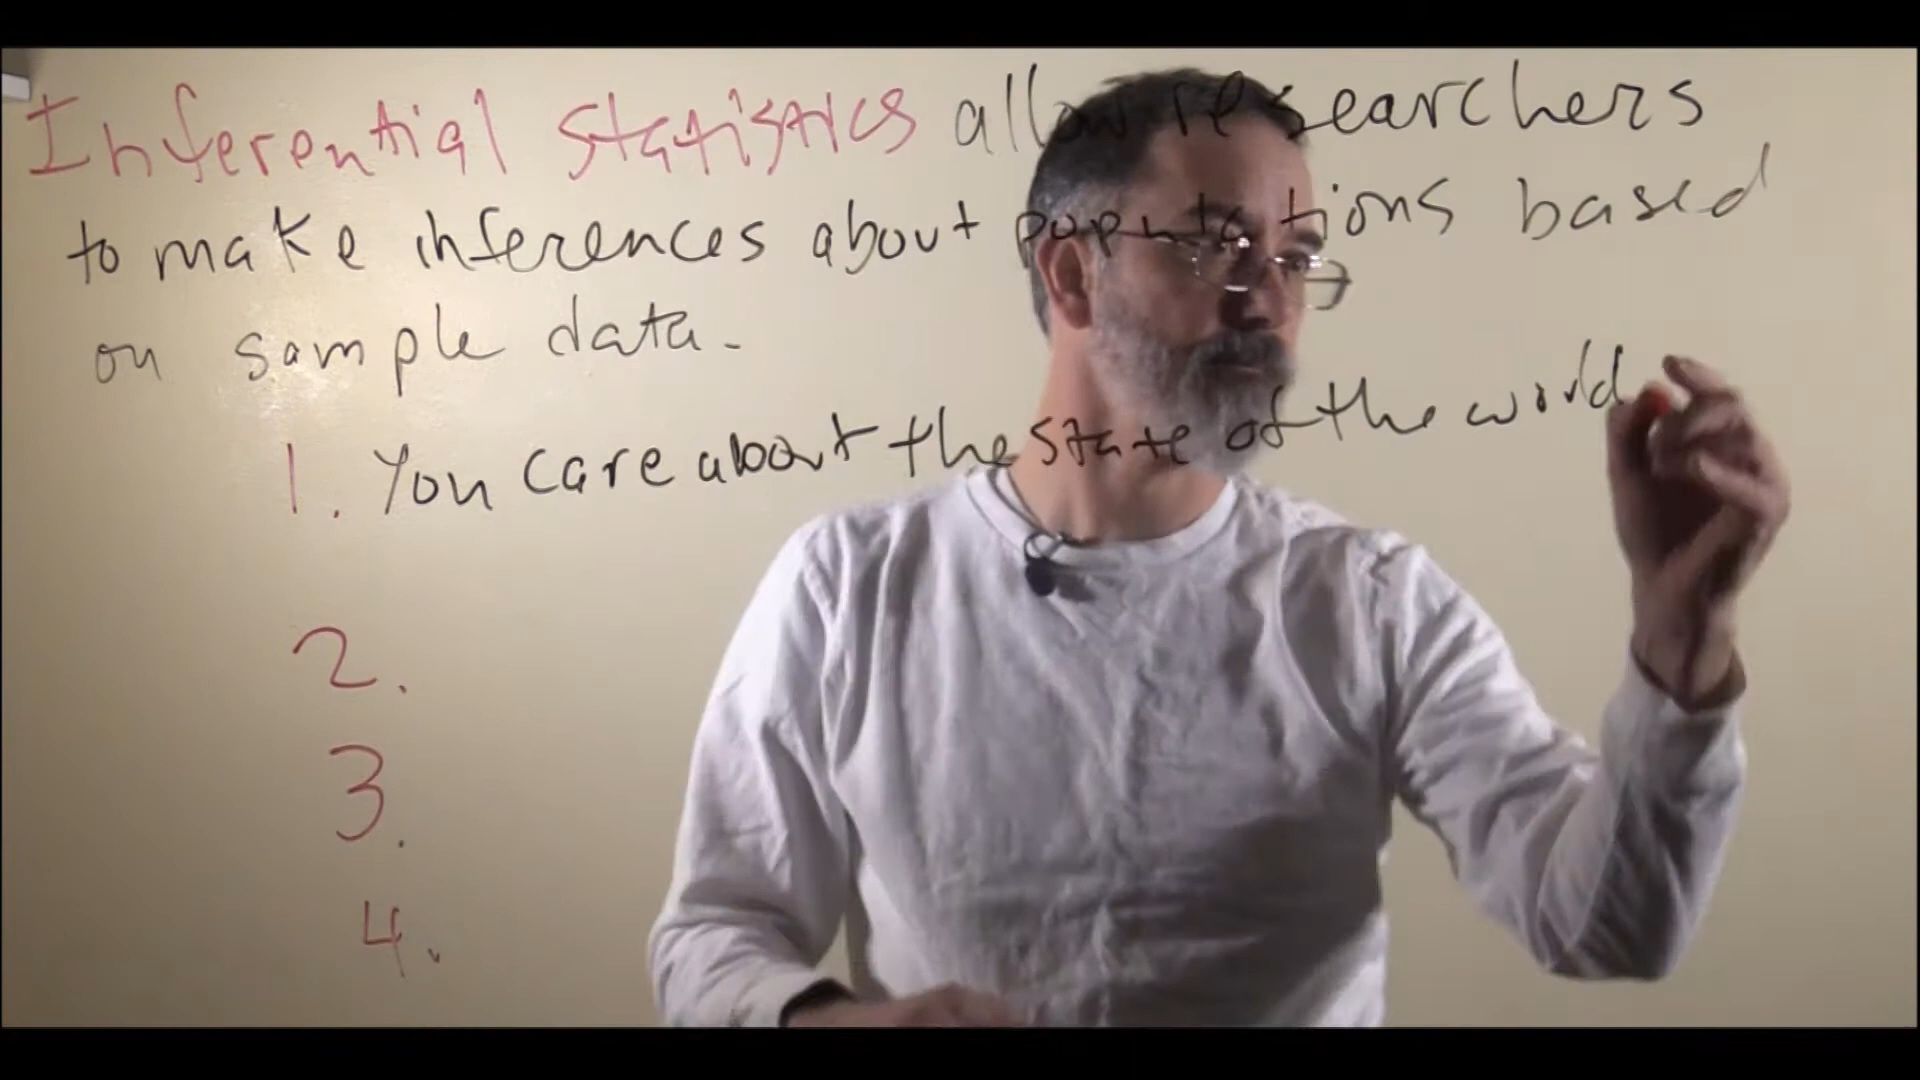 Inferential statistics allow researchers
to make inferences about populations based
on sample data.
1. You care about the state of the world
2.
3.
4.